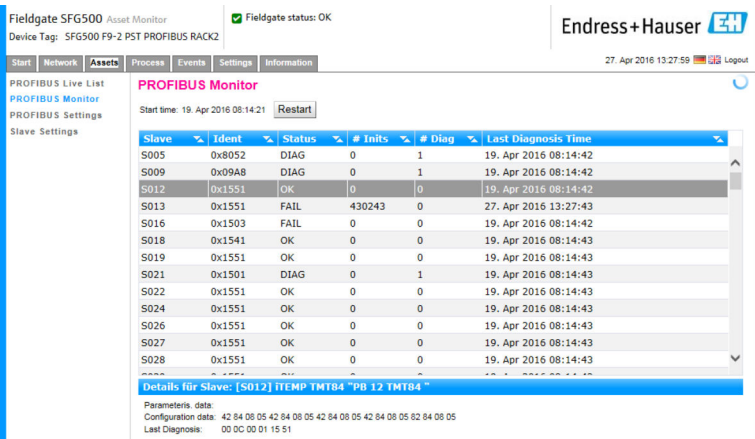 Fieldgate SFG500 Asset Monitor
Fieldgate status: OK
Device Tag: SFG500 F9-2 PST PROFIBUS RACK2
Endress+Hauser EH
Start Network Assets Process Events Settings Information
27. Apr 2016 13:27:59 Logout
PROFIBUS Live List
PROFIBUS Monitor
PROFIBUS Settings
Slave Settings
PROFIBUS Monitor
Start time: 19. Apr 2016 08:14:21 Restart
Slave Ident Status # Inits # Diag Last Diagnosis Time
S005 0x8052 DIAG 0 1 19. Apr 2016 08:14:42
S009 0x09A8 DIAG 0 1 19. Apr 2016 08:14:42
S012 0x1551 OK 0 0 19. Apr 2016 08:14:42
S013 0x1551 FAIL 430243 0 27. Apr 2016 13:27:43
S016 0x1503 FAIL 0 0 19. Apr 2016 08:14:42
S018 0x1541 OK 0 0 19. Apr 2016 08:14:43
S019 0x1551 OK 0 0 19. Apr 2016 08:14:43
S021 0x1501 DIAG 0 1 19. Apr 2016 08:14:43
S022 0x1551 OK 0 0 19. Apr 2016 08:14:43
S024 0x1551 OK 0 0 19. Apr 2016 08:14:43
S026 0x1551 OK 0 0 19. Apr 2016 08:14:43
S027 0x1551 OK 0 0 19. Apr 2016 08:14:43
S028 0x1551 OK 0 0 19. Apr 2016 08:14:43
Details für Slave: [S012] iTEMP TMT84 "PB 12 TMT84 "
Parameteris. data:
Configuration data: 42 84 08 05 42 84 08 05 42 84 08 05 42 84 08 05 82 84 08 05
Last Diagnosis: 00 0C 00 01 15 51